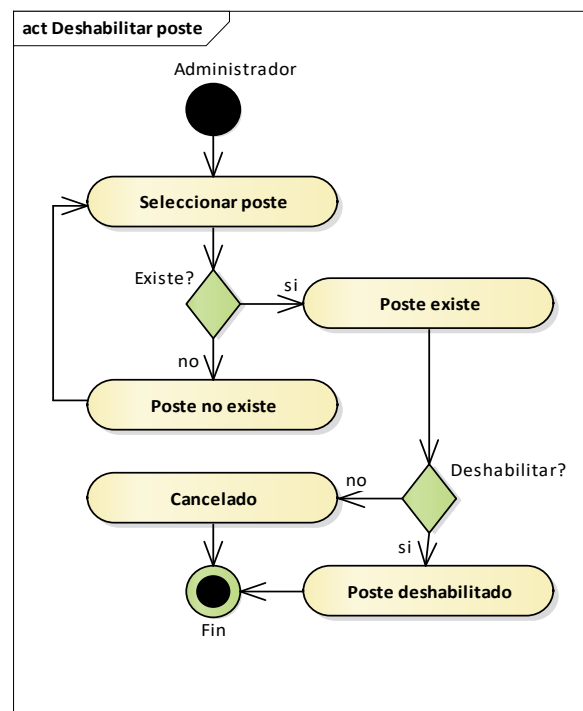 act Deshabilitar poste
Administrador
Seleccionar poste
Existe?
si
Poste existe
no
Poste no existe
Deshabilitar?
no
Cancelado
si
Poste deshabilitado
Fin